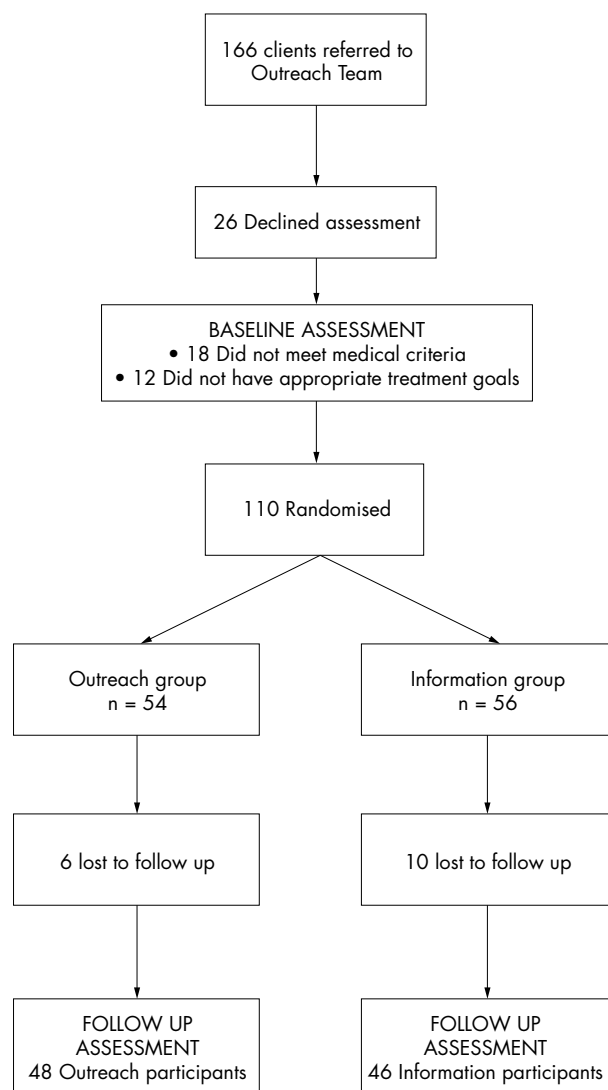 166 clients referred to
Outreach Team
26 Declined assessment
BASELINE ASSESSMENT
• 18 Did not meet medical criteria
• 12 Did not have appropriate treatment goals
110 Randomised
Outreach group
n = 54
Information group
n = 56
6 lost to follow up
10 lost to follow up
FOLLOW UP
ASSESSMENT
48 Outreach participants
FOLLOW UP
ASSESSMENT
46 Information participants